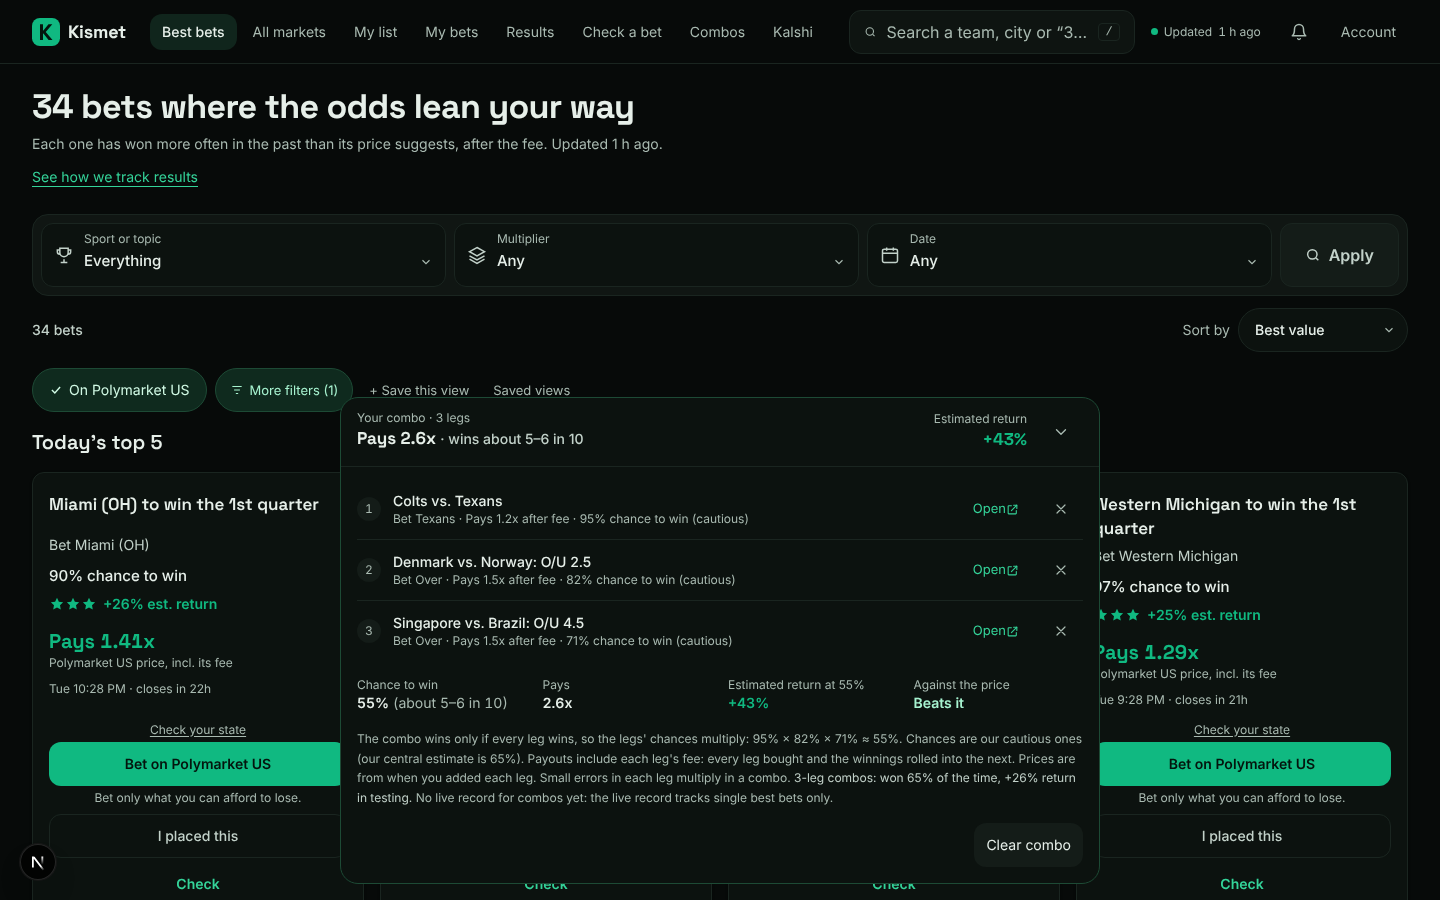 Kismet
Best bets
All markets
My list
My bets
Results
Check a bet
Combos
Kalshi
Search a team, city or “3...
/
Updated 1 h ago
Account
34 bets where the odds lean your way
Each one has won more often in the past than its price suggests, after the fee. Updated 1 h ago.
See how we track results
Sport or topic
Everything
Multiplier
Any
Date
Any
Apply
34 bets
Sort by
Best value
On Polymarket US
More filters (1)
+ Save this view
Saved views
Today's top 5
Miami (OH) to win the 1st quarter
Bet Miami (OH)
90% chance to win
+26% est. return
Pays 1.41x
Polymarket US price, incl. its fee
Tue 10:28 PM · closes in 22h
Check your state
Bet on Polymarket US
Bet only what you can afford to lose.
I placed this
Check
Your combo · 3 legs
Pays 2.6x · wins about 5–6 in 10
Estimated return
+43%
1
Colts vs. Texans
Bet Texans · Pays 1.2x after fee · 95% chance to win (cautious)
Open
2
Denmark vs. Norway: O/U 2.5
Bet Over · Pays 1.5x after fee · 82% chance to win (cautious)
Open
3
Singapore vs. Brazil: O/U 4.5
Bet Over · Pays 1.5x after fee · 71% chance to win (cautious)
Open
Chance to win
55% (about 5–6 in 10)
Pays
2.6x
Estimated return at 55%
+43%
Against the price
Beats it
The combo wins only if every leg wins, so the legs' chances multiply: 95% × 82% × 71% ≈ 55%. Chances are our cautious ones
(our central estimate is 65%). Payouts include each leg's fee: every leg bought and the winnings rolled into the next. Prices are
from when you added each leg. Small errors in each leg multiply in a combo. 3-leg combos: won 65% of the time, +26% return
in testing. No live record for combos yet: the live record tracks single best bets only.
Clear combo
Check
Check
Western Michigan to win the 1st
quarter
Bet Western Michigan
97% chance to win
+25% est. return
Pays 1.29x
Polymarket US price, incl. its fee
Tue 9:28 PM · closes in 21h
Check your state
Bet on Polymarket US
Bet only what you can afford to lose.
I placed this
Check